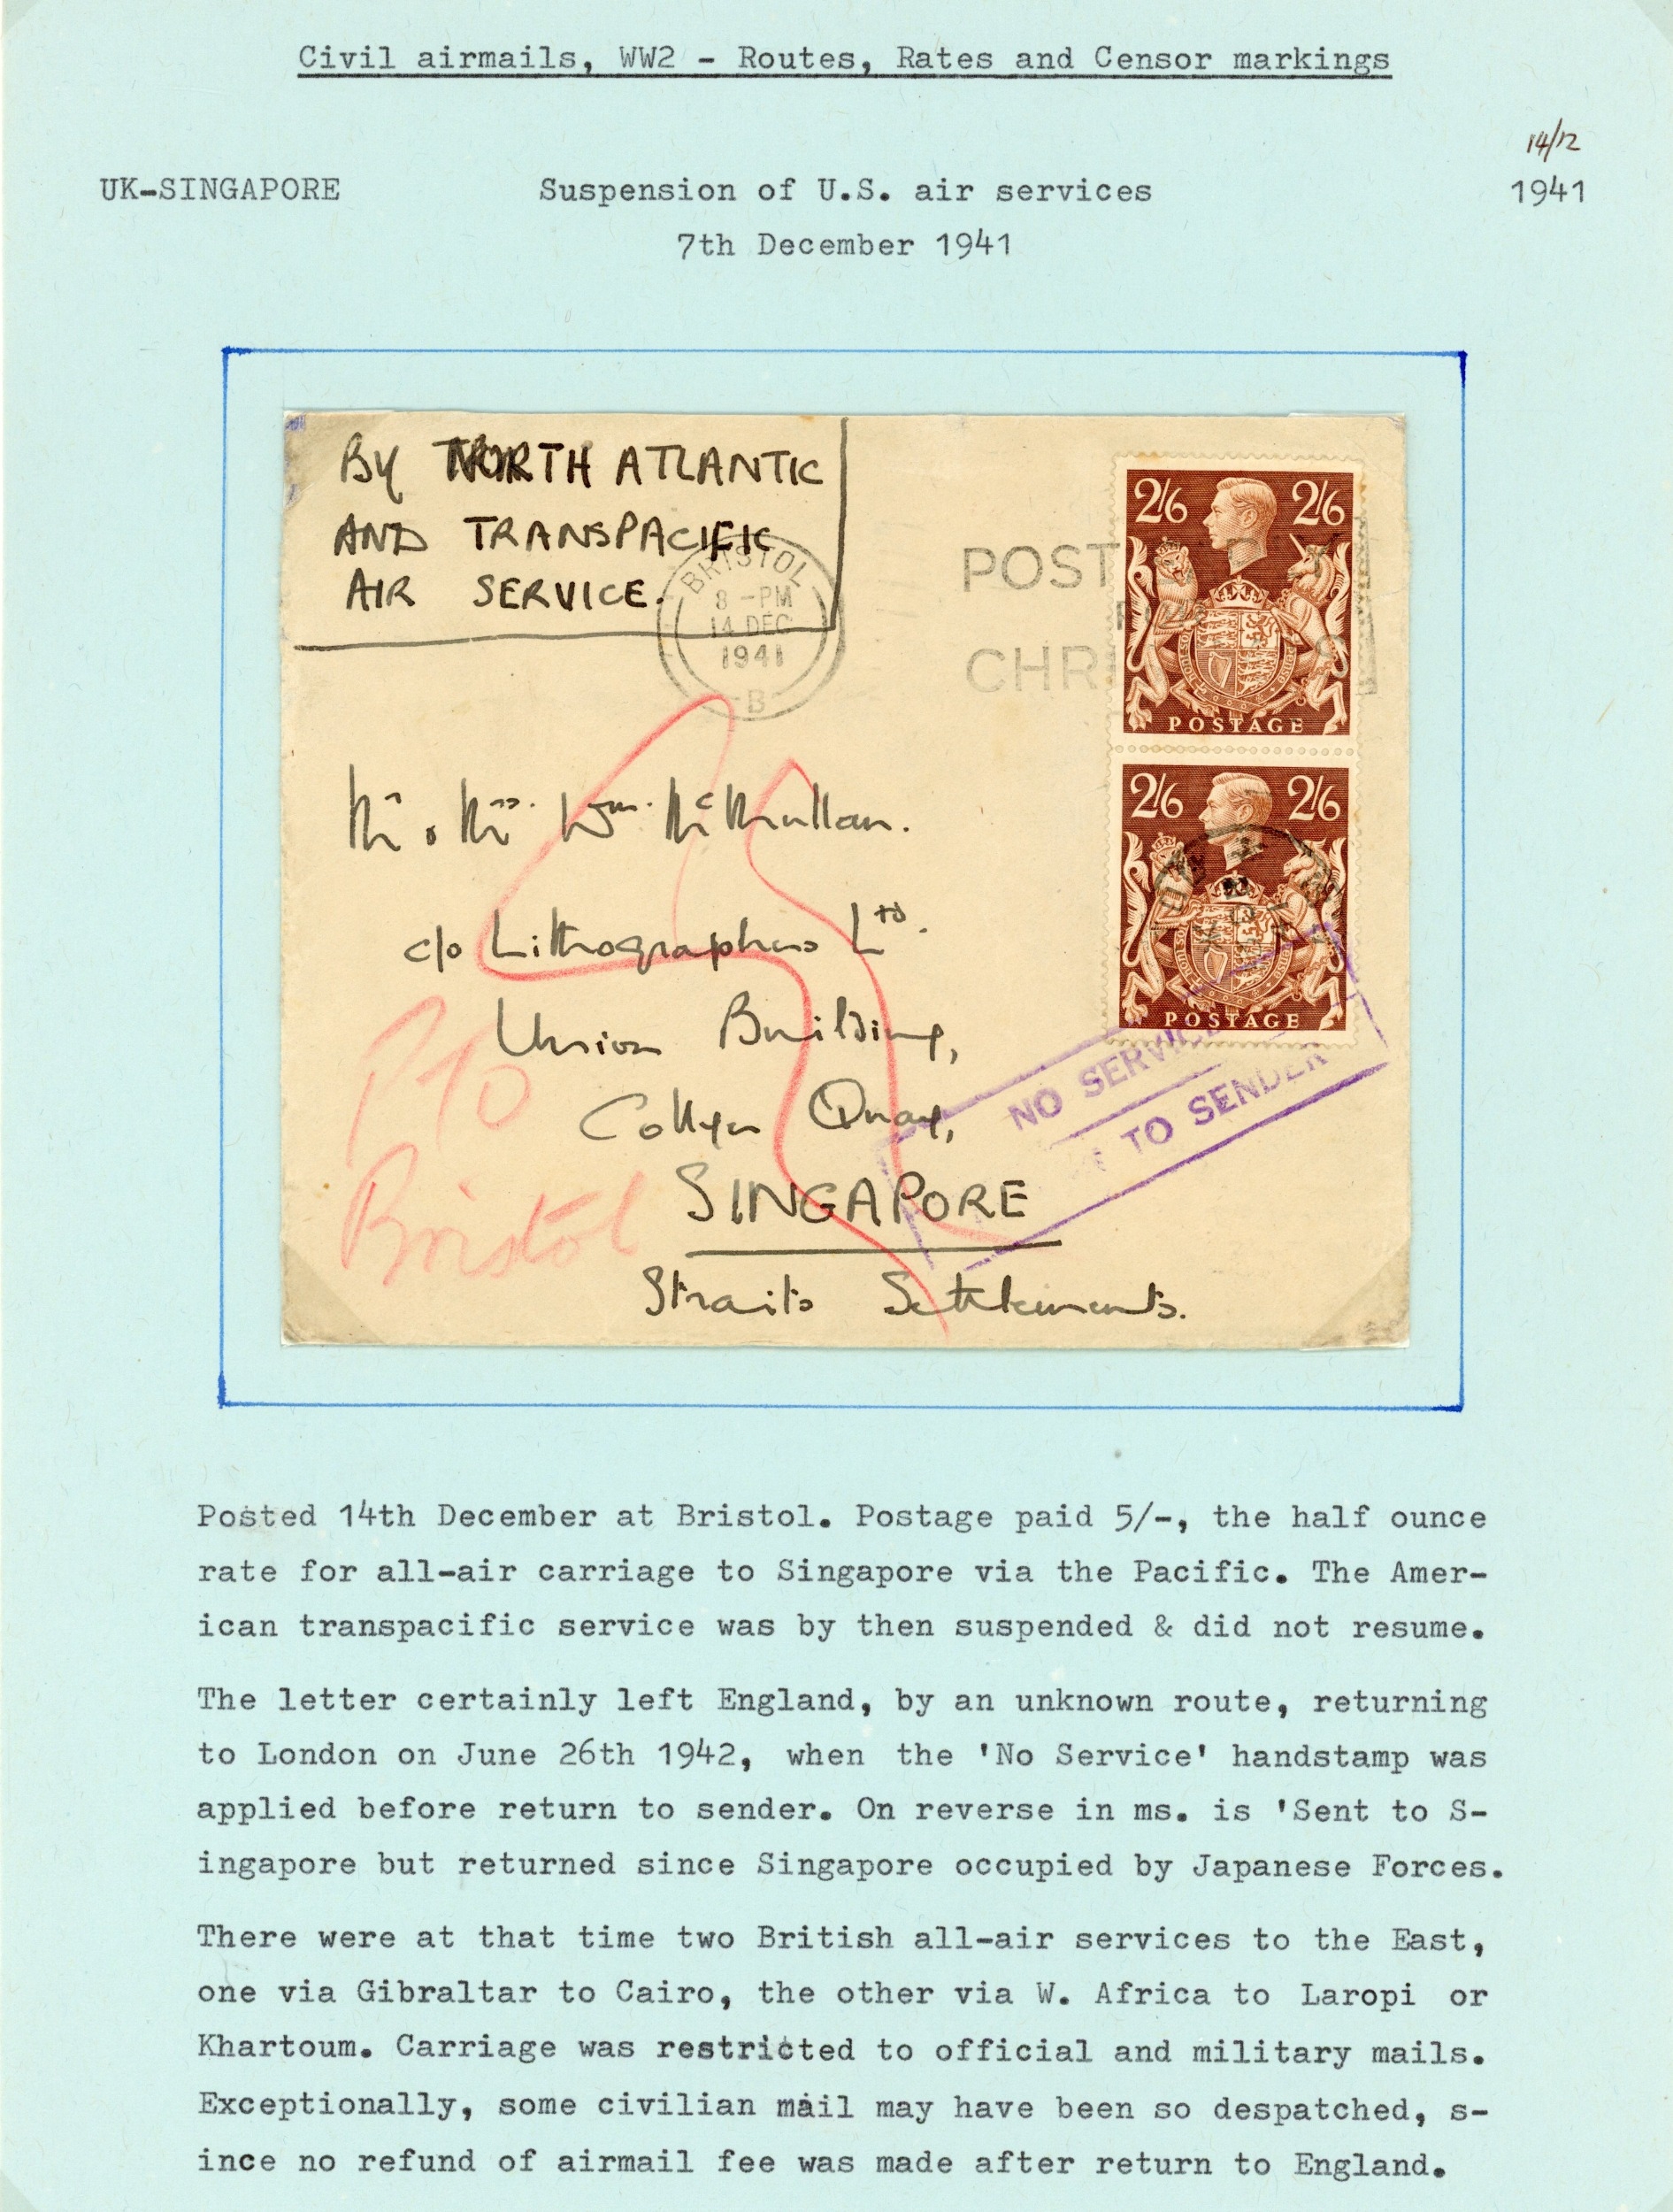 Civil airmails, WW2 - Routes, Rates and Censor markings
14/12
UK-SINGAPORE
Suspension of U.S. air services
1941
7th December 1941
BY NORTH ATLANTIC
AND TRANSPACIFIC
AIR SERVICE.
BRISTOL
8 -PM
14 DEC
1941
B
POST
CHRI
2/6 2/6
POSTAGE
2/6 2/6
POSTAGE
Mr. & Mrs. Wm. McMullan.
c/o Lithographers Ltd.
Union Building,
Collyer Quay,
SINGAPORE
Straits Settlements.
PTO
Bristol
NO SERVICE
TO SENDER
Posted 14th December at Bristol. Postage paid 5/-, the half ounce
rate for all-air carriage to Singapore via the Pacific. The Amer-
ican transpacific service was by then suspended & did not resume.
The letter certainly left England, by an unknown route, returning
to London on June 26th 1942, when the 'No Service' handstamp was
applied before return to sender. On reverse in ms. is 'Sent to S-
ingapore but returned since Singapore occupied by Japanese Forces.
There were at that time two British all-air services to the East,
one via Gibraltar to Cairo, the other via W. Africa to Laropi or
Khartoum. Carriage was restricted to official and military mails.
Exceptionally, some civilian mail may have been so despatched, s-
ince no refund of airmail fee was made after return to England.